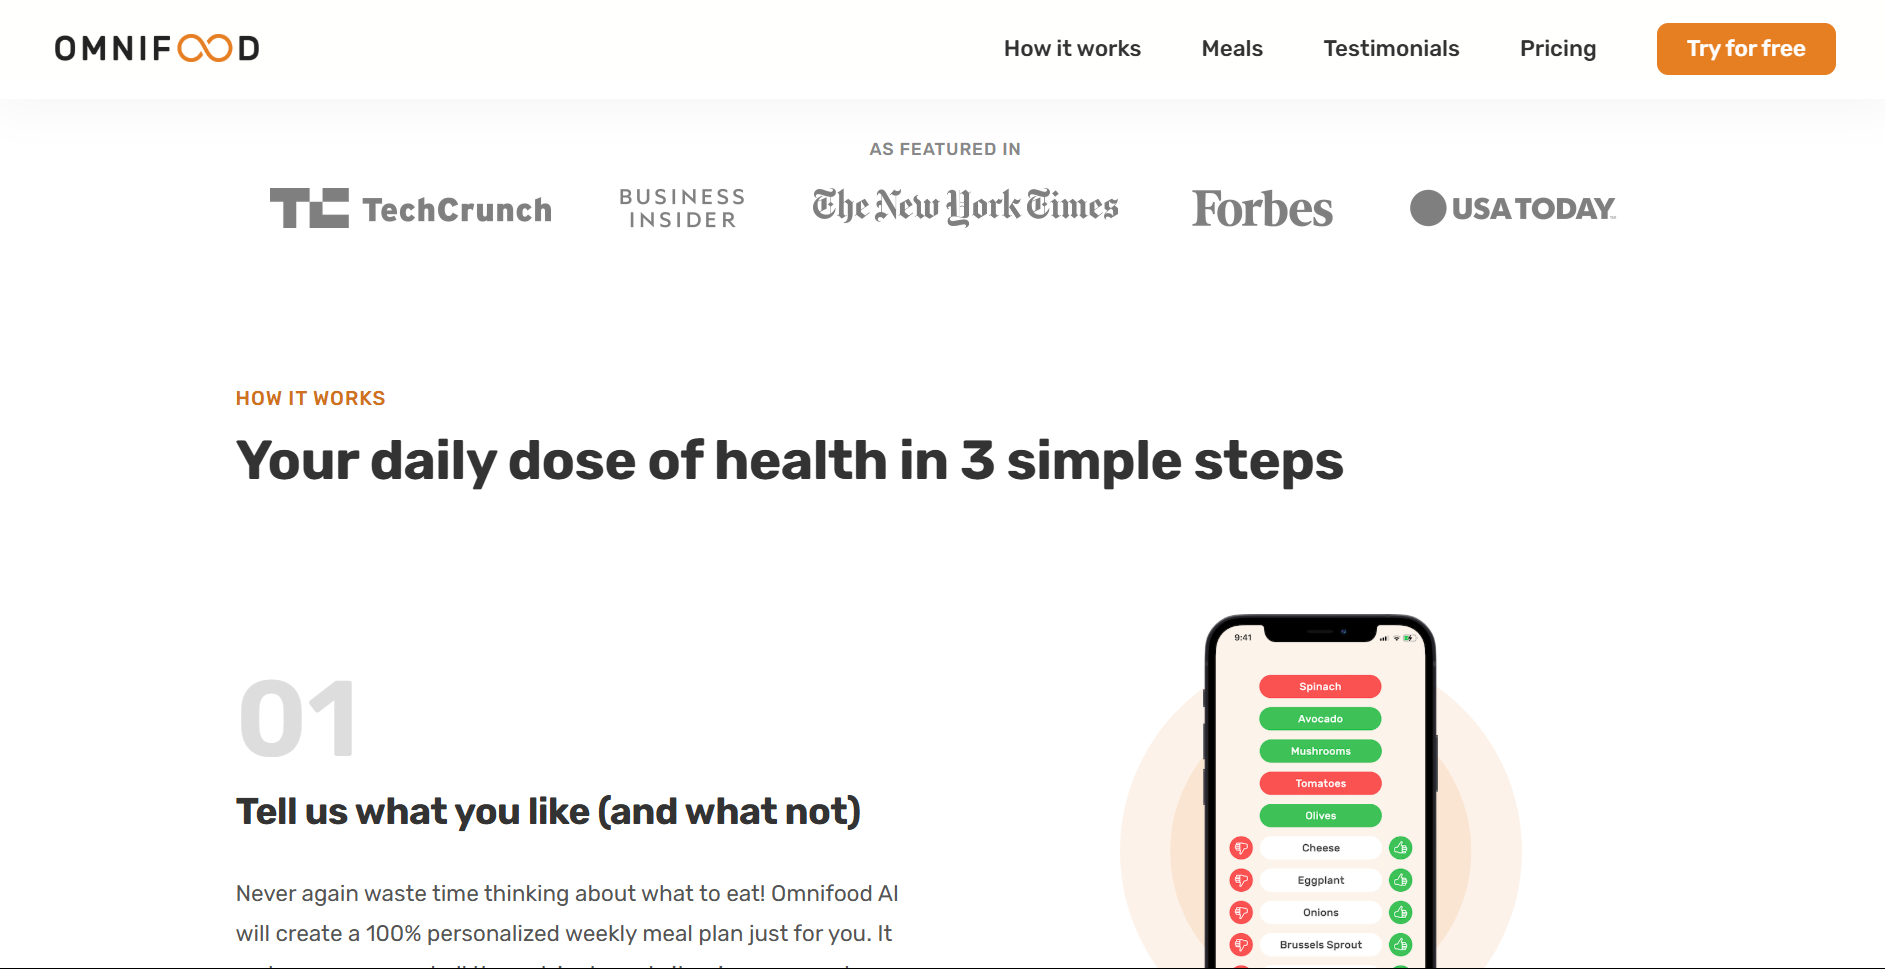 OMNIFOOD
How it works
Meals
Testimonials
Pricing
Try for free
AS FEATURED IN
TC TechCrunch
BUSINESS
INSIDER
The New York Times
Forbes
USA TODAY
HOW IT WORKS
Your daily dose of health in 3 simple steps
01
Tell us what you like (and what not)
Never again waste time thinking about what to eat! Omnifood AI
will create a 100% personalized weekly meal plan just for you. It
9:41
Spinach
Avocado
Mushrooms
Tomatoes
Olives
Cheese
Eggplant
Onions
Brussels Sprout